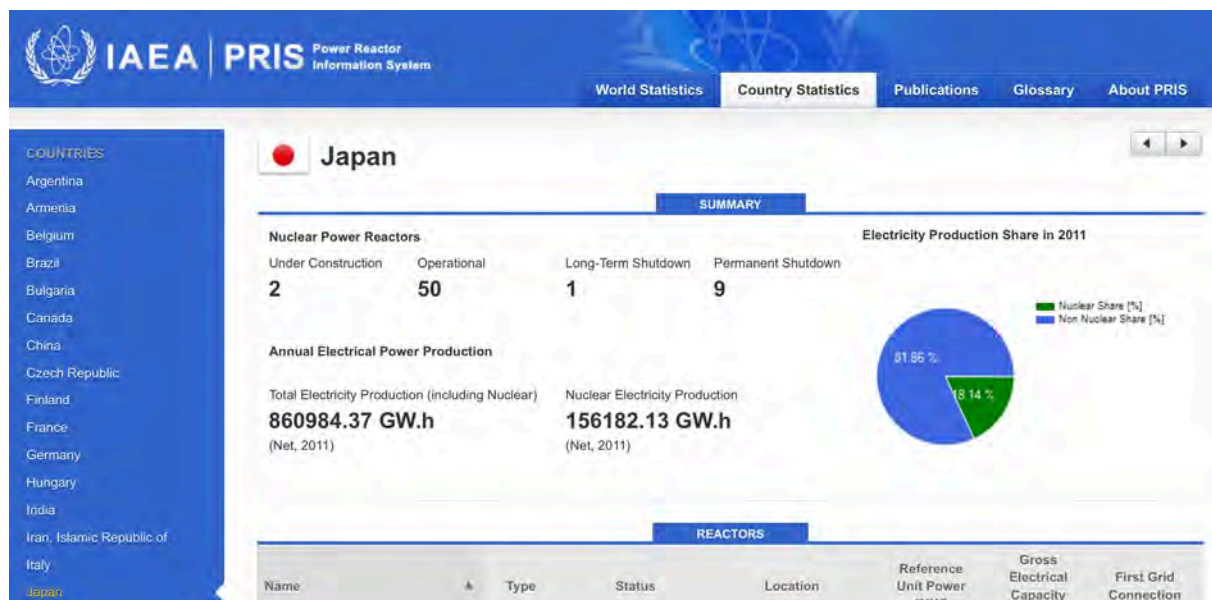 IAEA PRIS Power Reactor
Information System
World Statistics Country Statistics Publications Glossary About PRIS
COUNTRIES
Argentina
Armenia
Belgium
Brazil
Bulgaria
Canada
China
Czech Republic
Finland
France
Germany
Hungary
India
Iran, Islamic Republic of
Italy
Japan
Japan
SUMMARY
Nuclear Power Reactors
Under Construction Operational Long-Term Shutdown Permanent Shutdown
2 50 1 9
Annual Electrical Power Production
Total Electricity Production (including Nuclear) Nuclear Electricity Production
860984.37 GW.h 156182.13 GW.h
(Net, 2011) (Net, 2011)
Electricity Production Share in 2011
Nuclear Share [%]
Non Nuclear Share [%]
81.86 %
18.14 %
REACTORS
Name Type Status Location Reference
Unit Power
Gross
Electrical
Capacity
First Grid
Connection